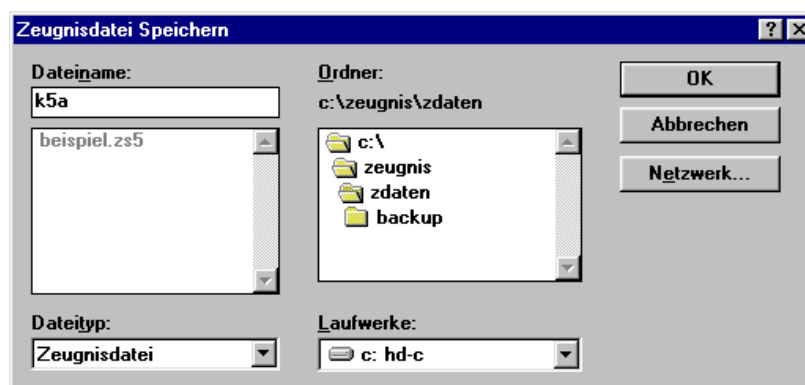 Zeugnisdatei Speichern
Dateiname:
k5a
beispiel.zs5
Dateityp:
Zeugnisdatei
Ordner:
c:\zeugnis\zdaten
c:\
zeugnis
zdaten
backup
Laufwerke:
c: hd-c
OK
Abbrechen
Netzwerk...